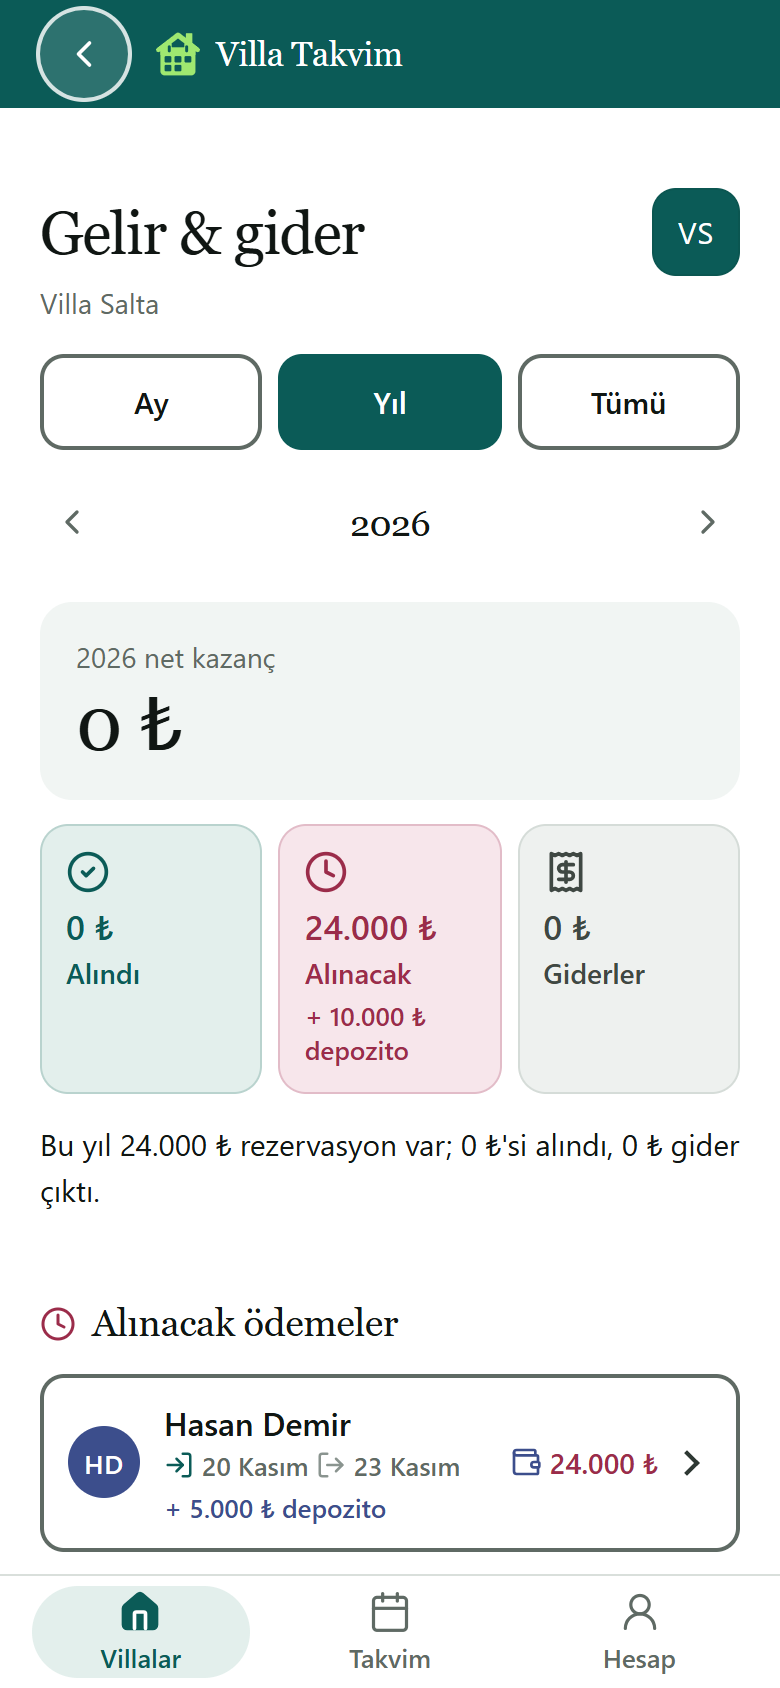 Villa Takvim
Gelir & gider
VS
Villa Salta
Ay
Yıl
Tümü
2026
2026 net kazanç
0 ₺
0 ₺
Alındı
24.000 ₺
Alınacak
+ 10.000 ₺
depozito
0 ₺
Giderler
Bu yıl 24.000 ₺ rezervasyon var; 0 ₺'si alındı, 0 ₺ gider
çıktı.
Alınacak ödemeler
HD
Hasan Demir
20 Kasım 23 Kasım
+ 5.000 ₺ depozito
24.000 ₺
Villalar
Takvim
Hesap